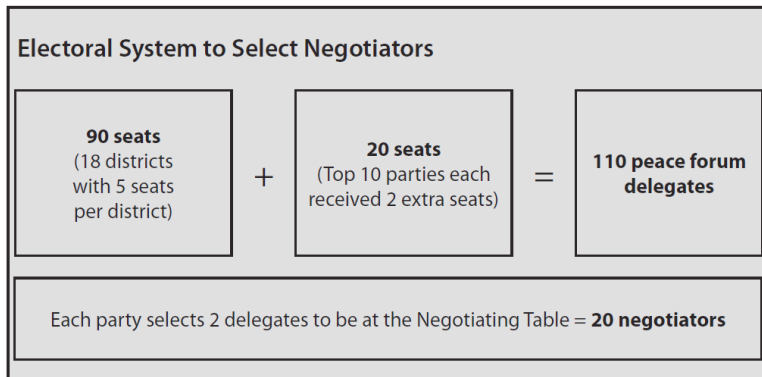 Electoral System to Select Negotiators
90 seats
(18 districts
with 5 seats
per district)
+
20 seats
(Top 10 parties each
received 2 extra seats)
=
110 peace forum
delegates
Each party selects 2 delegates to be at the Negotiating Table = 20 negotiators